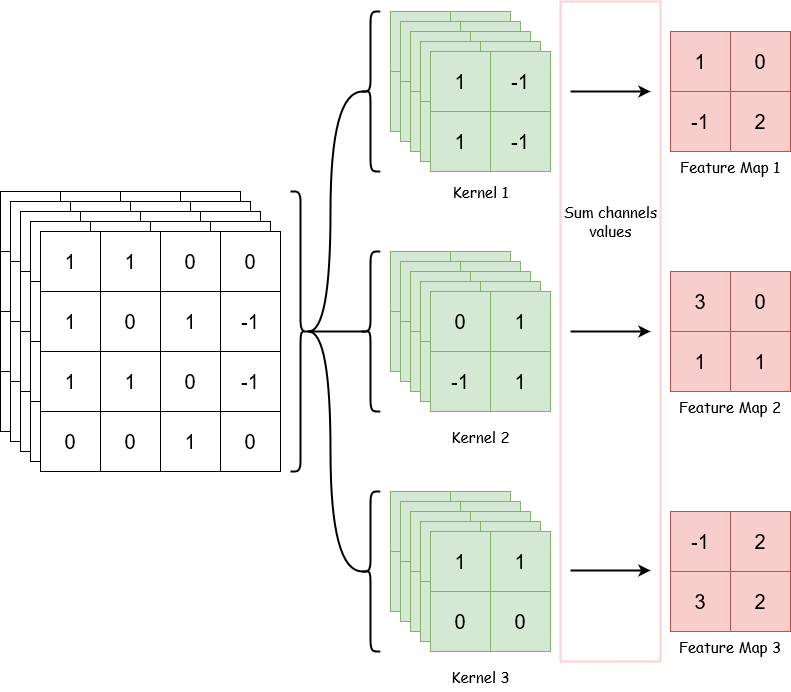 1 -1
1 -1
Kernel 1
1 0
-1 2
Feature Map 1
Sum channels
values
1 1 0 0
1 0 1 -1
1 1 0 -1
0 0 1 0
0 1
-1 1
Kernel 2
3 0
1 1
Feature Map 2
1 1
0 0
Kernel 3
-1 2
3 2
Feature Map 3